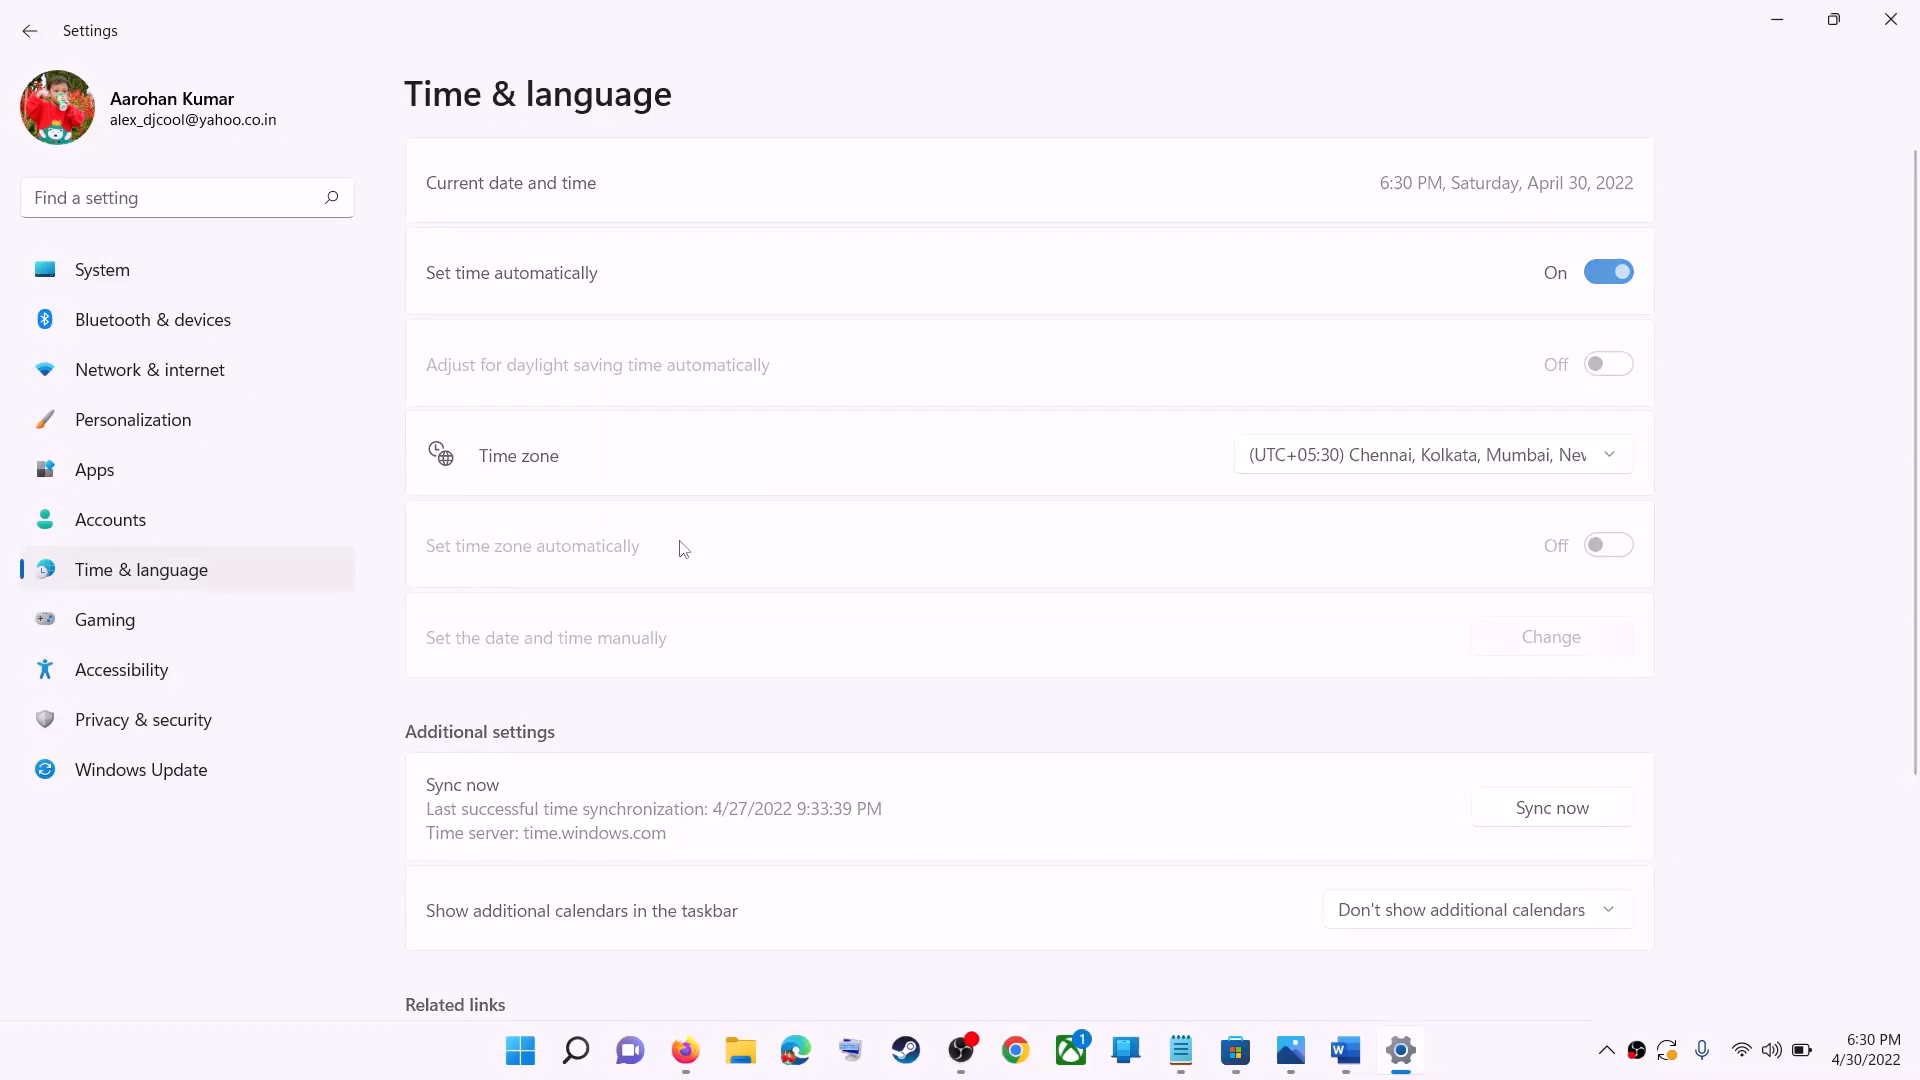 Settings
Aarohan Kumar
alex_djcool@yahoo.co.in
Find a setting
System
Bluetooth & devices
Network & internet
Personalization
Apps
Accounts
Time & language
Gaming
Accessibility
Privacy & security
Windows Update
Time & language
Current date and time
6:30 PM, Saturday, April 30, 2022
Set time automatically
On
Adjust for daylight saving time automatically
Off
Time zone
(UTC+05:30) Chennai, Kolkata, Mumbai, Nev
Set time zone automatically
Off
Set the date and time manually
Change
Additional settings
Sync now
Last successful time synchronization: 4/27/2022 9:33:39 PM
Time server: time.windows.com
Sync now
Show additional calendars in the taskbar
Don't show additional calendars
Related links
1
W
6:30 PM
4/30/2022